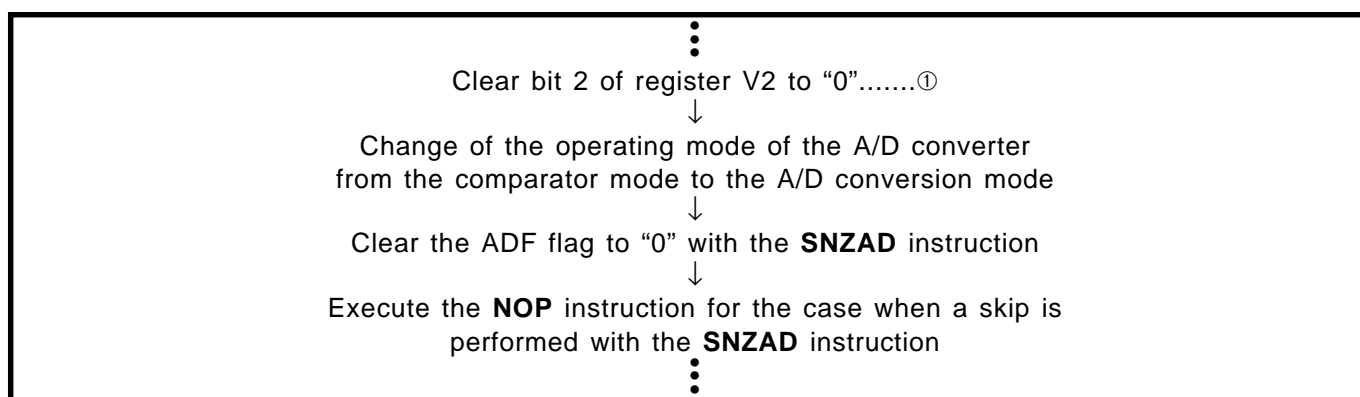 Clear bit 2 of register V2 to “0”.......①
↓
Change of the operating mode of the A/D converter
from the comparator mode to the A/D conversion mode
↓
Clear the ADF flag to “0” with the SNZAD instruction
↓
Execute the NOP instruction for the case when a skip is
performed with the SNZAD instruction